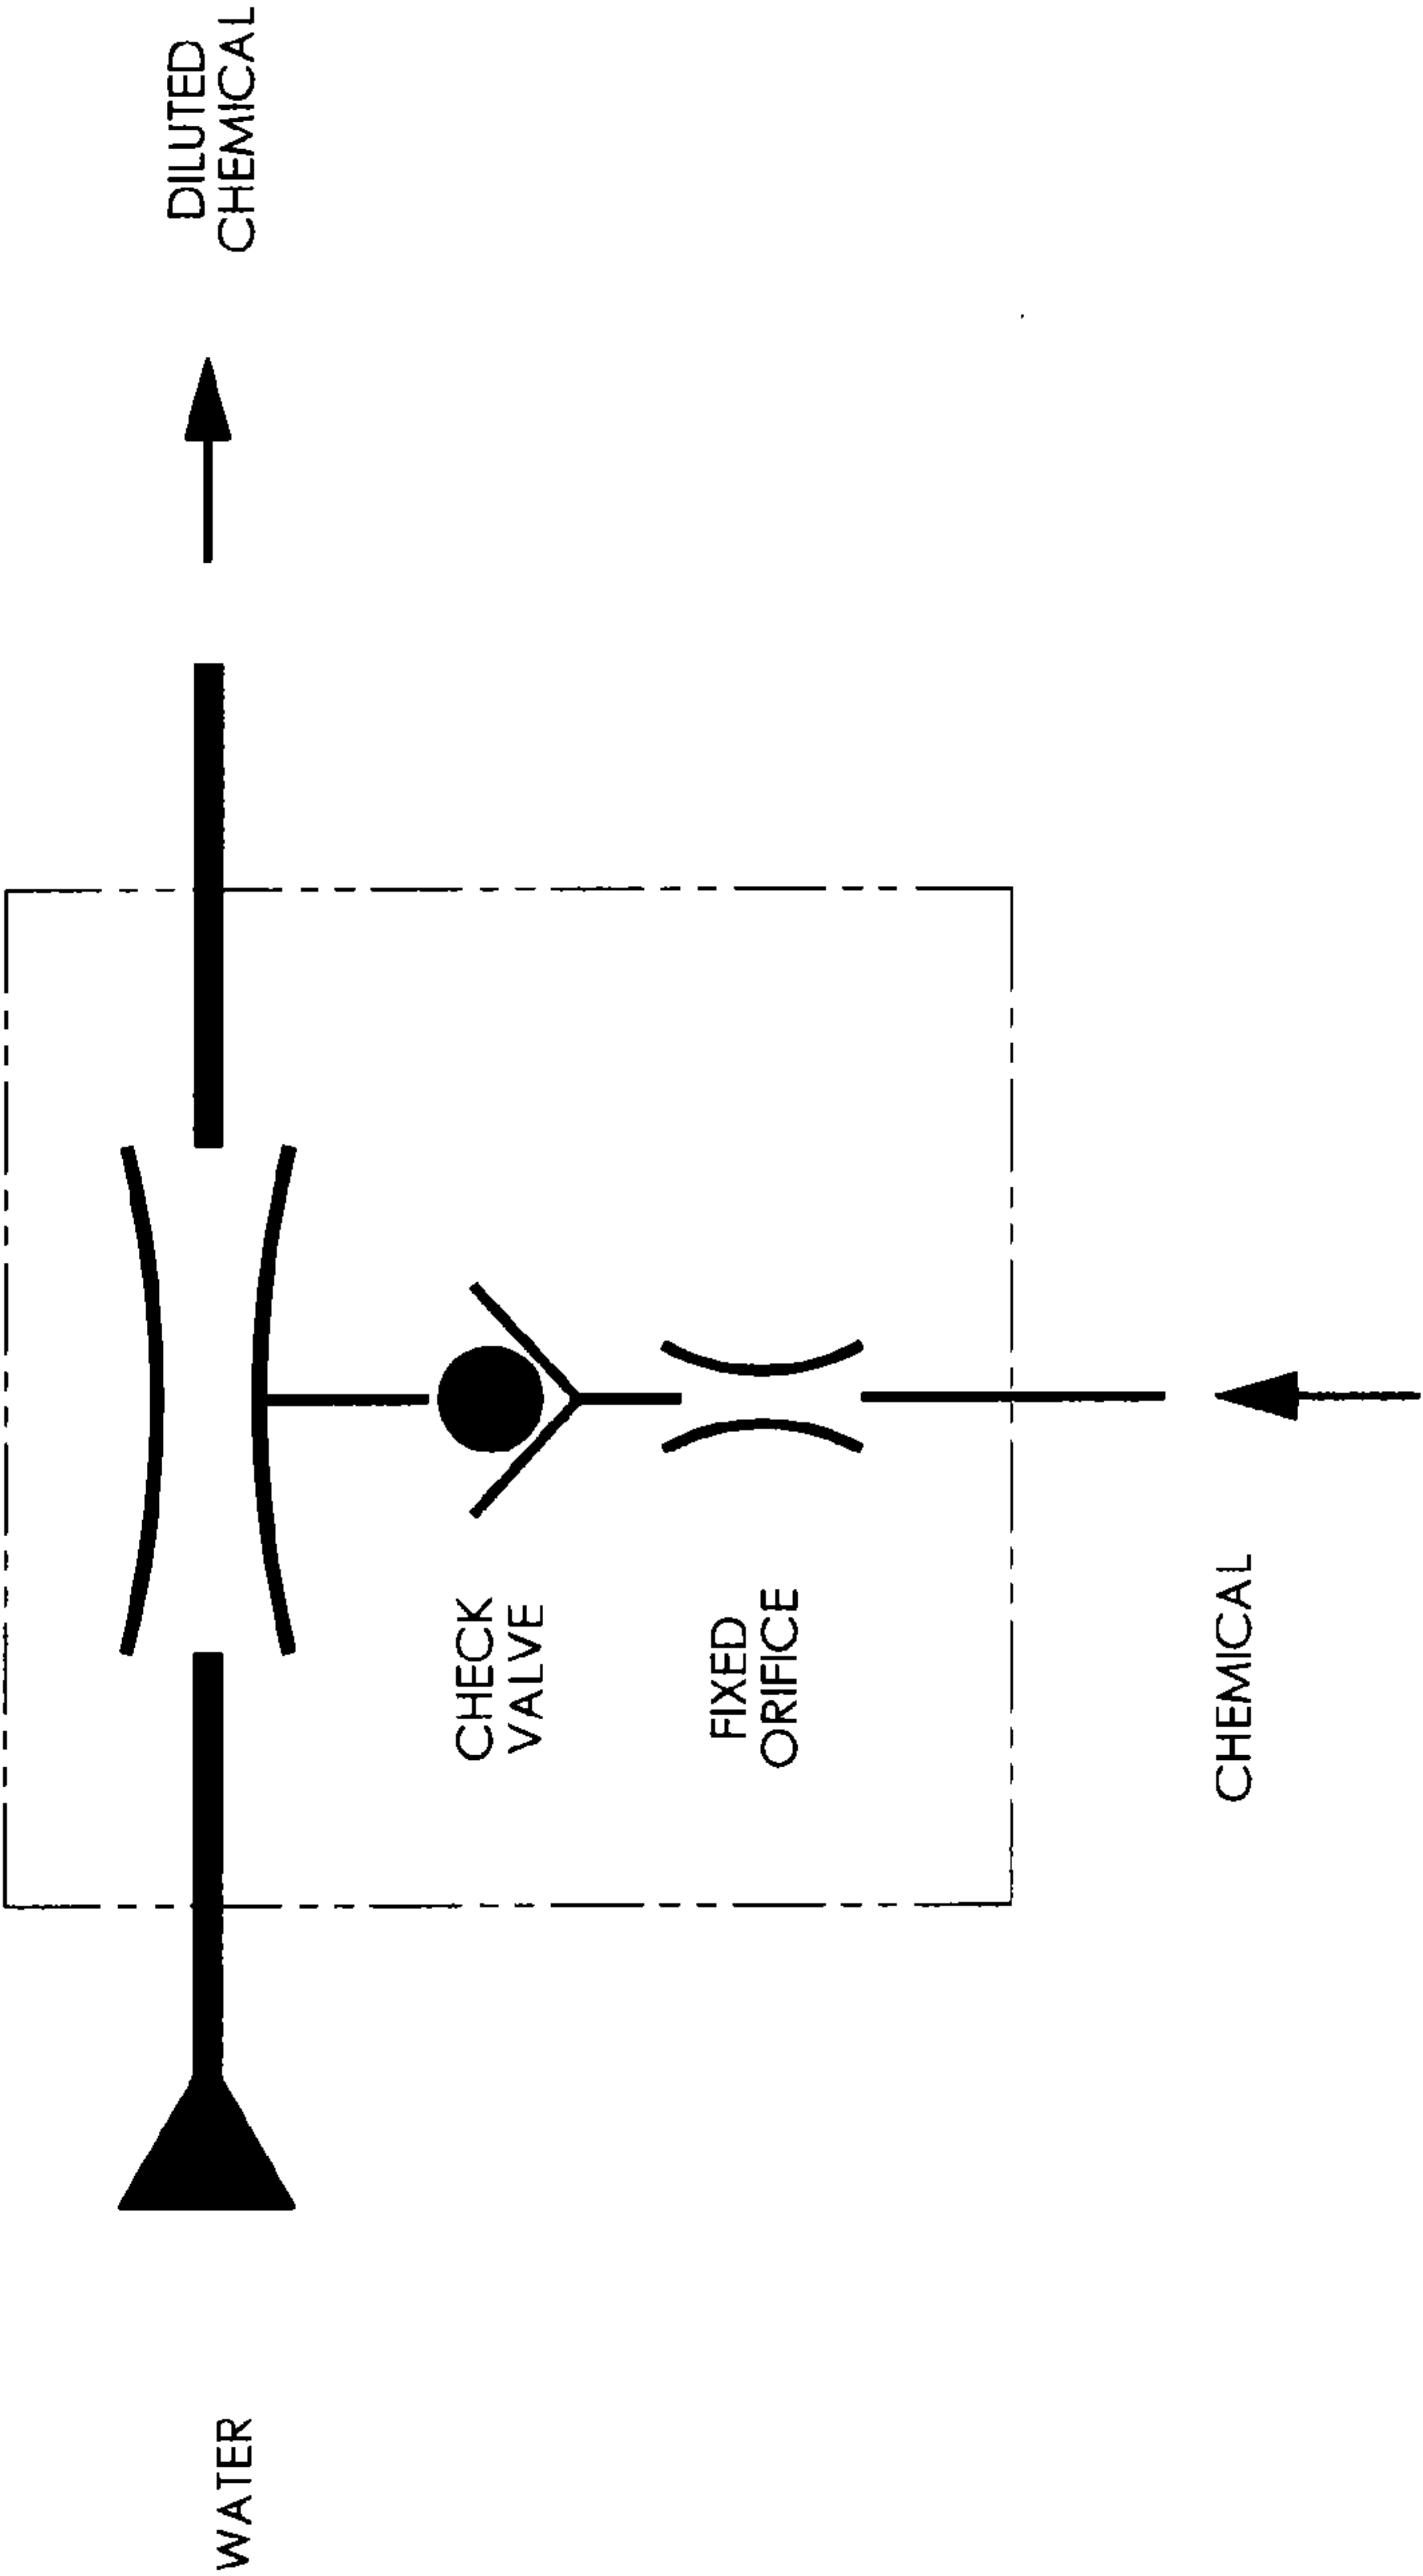 WATER
CHECK
VALVE
FIXED
ORIFICE
CHEMICAL
DILUTED
CHEMICAL